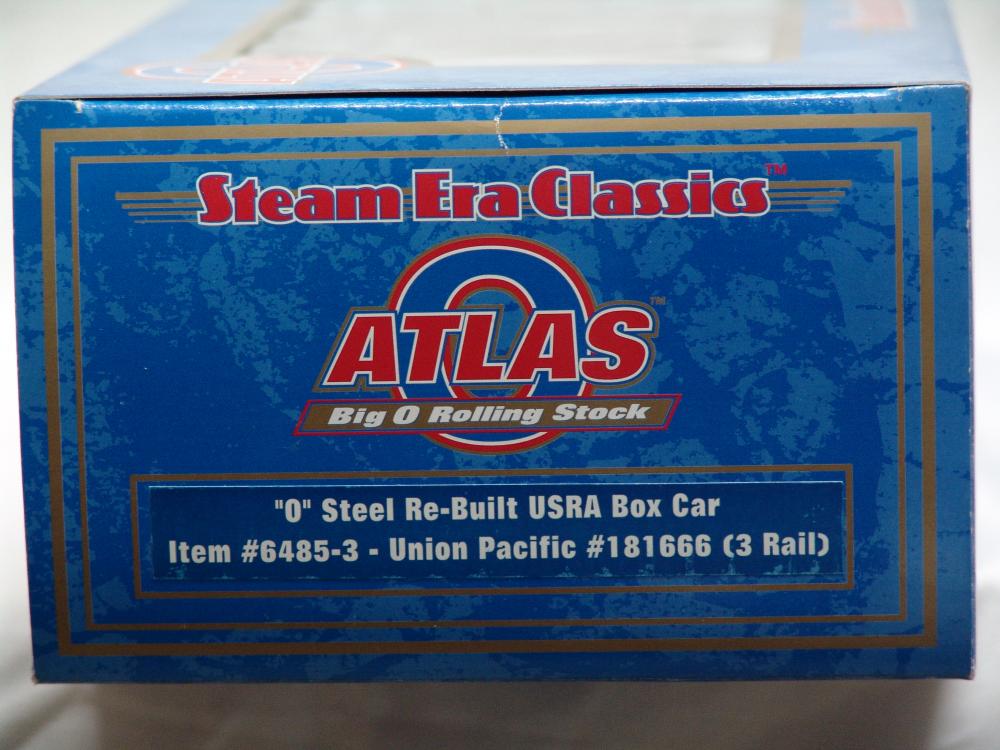 Steam Era Classics™
ATLAS™
Big O Rolling Stock
"O" Steel Re-Built USRA Box Car
Item #6485-3 - Union Pacific #181666 (3 Rail)